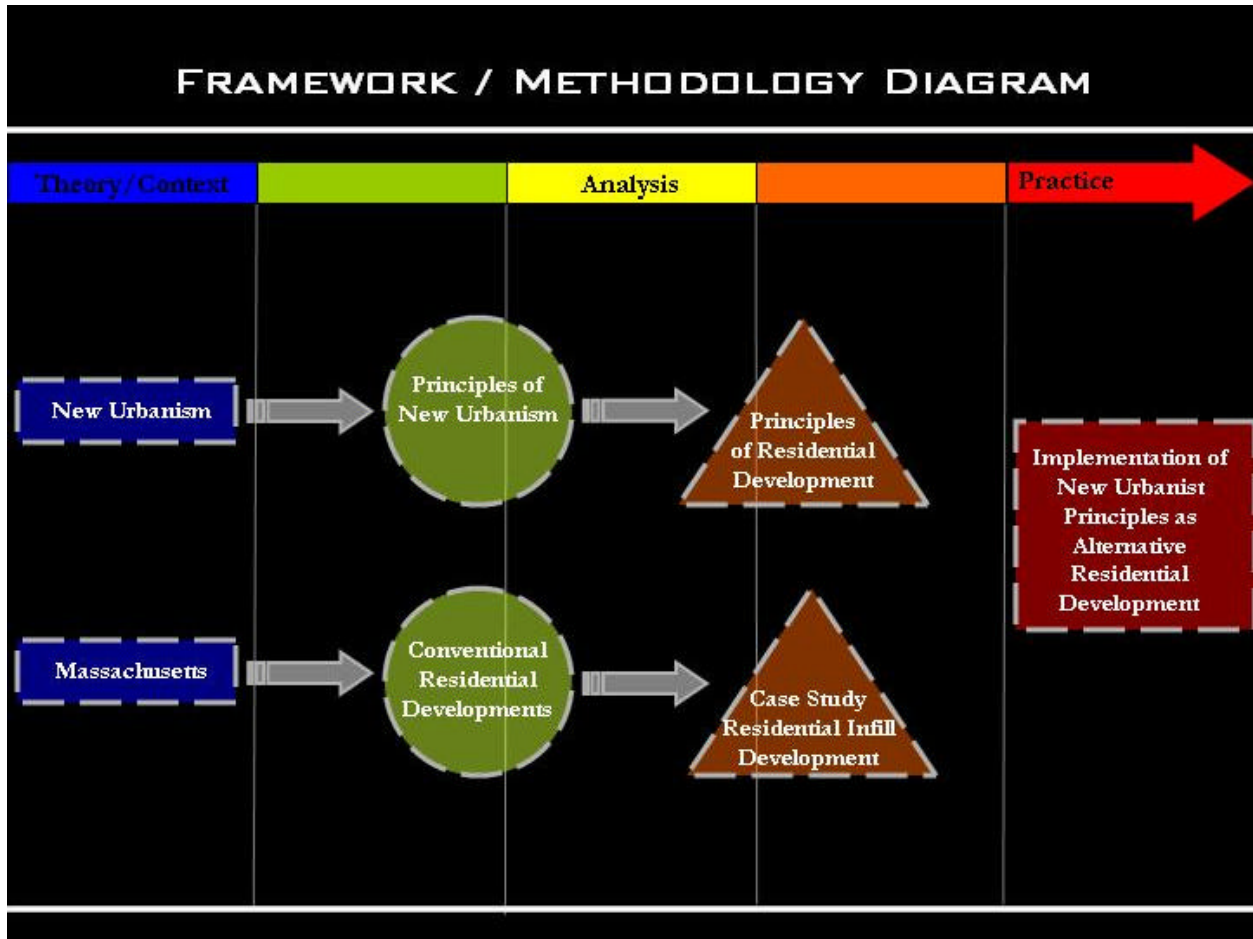 FRAMEWORK / METHODOLOGY DIAGRAM
Theory/Context
Analysis
Practice
New Urbanism
Principles of
New Urbanism
Principles
of Residential
Development
Implementation of
New Urbanist
Principles as
Alternative
Residential
Development
Massachusetts
Conventional
Residential
Developments
Case Study
Residential Infill
Development